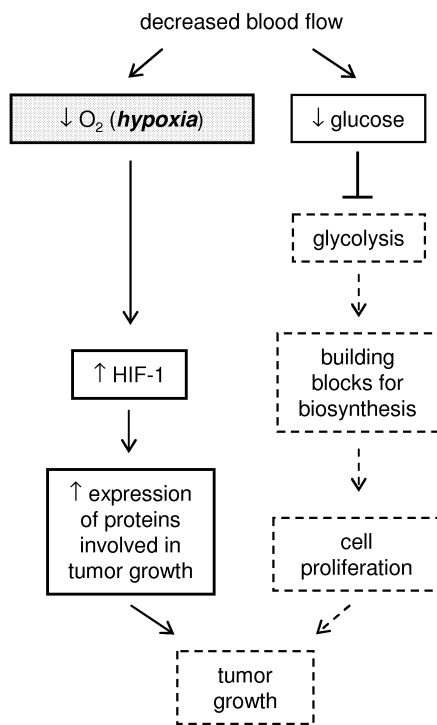 decreased blood flow
↓ O₂ (hypoxia)
↓ glucose
glycolysis
↑ HIF-1
building
blocks for
biosynthesis
↑ expression
of proteins
involved in
tumor growth
cell
proliferation
tumor
growth